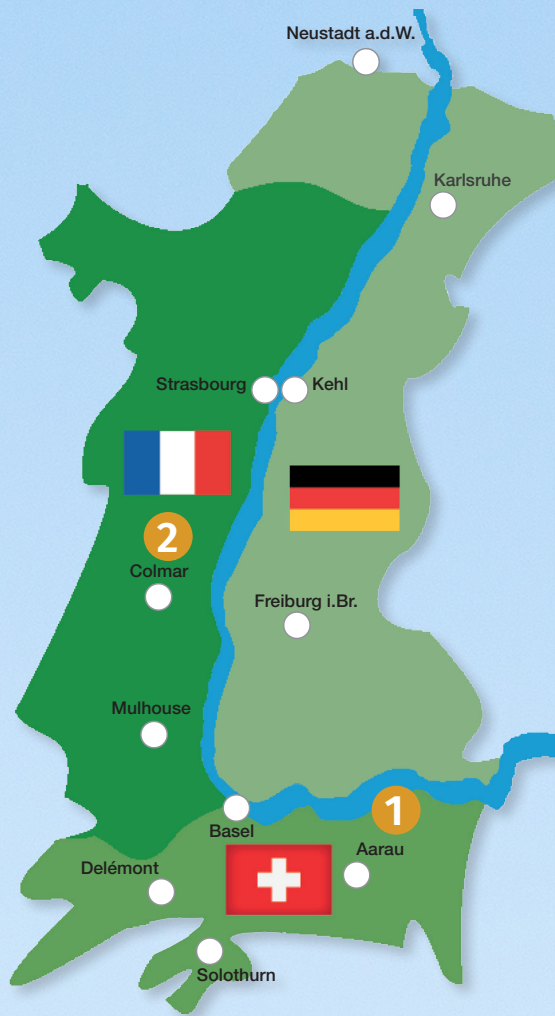 Neustadt a.d.W.
Karlsruhe
Strasbourg
Kehl
2
Colmar
Freiburg i.Br.
Mulhouse
1
Basel
Aarau
Delémont
Solothurn